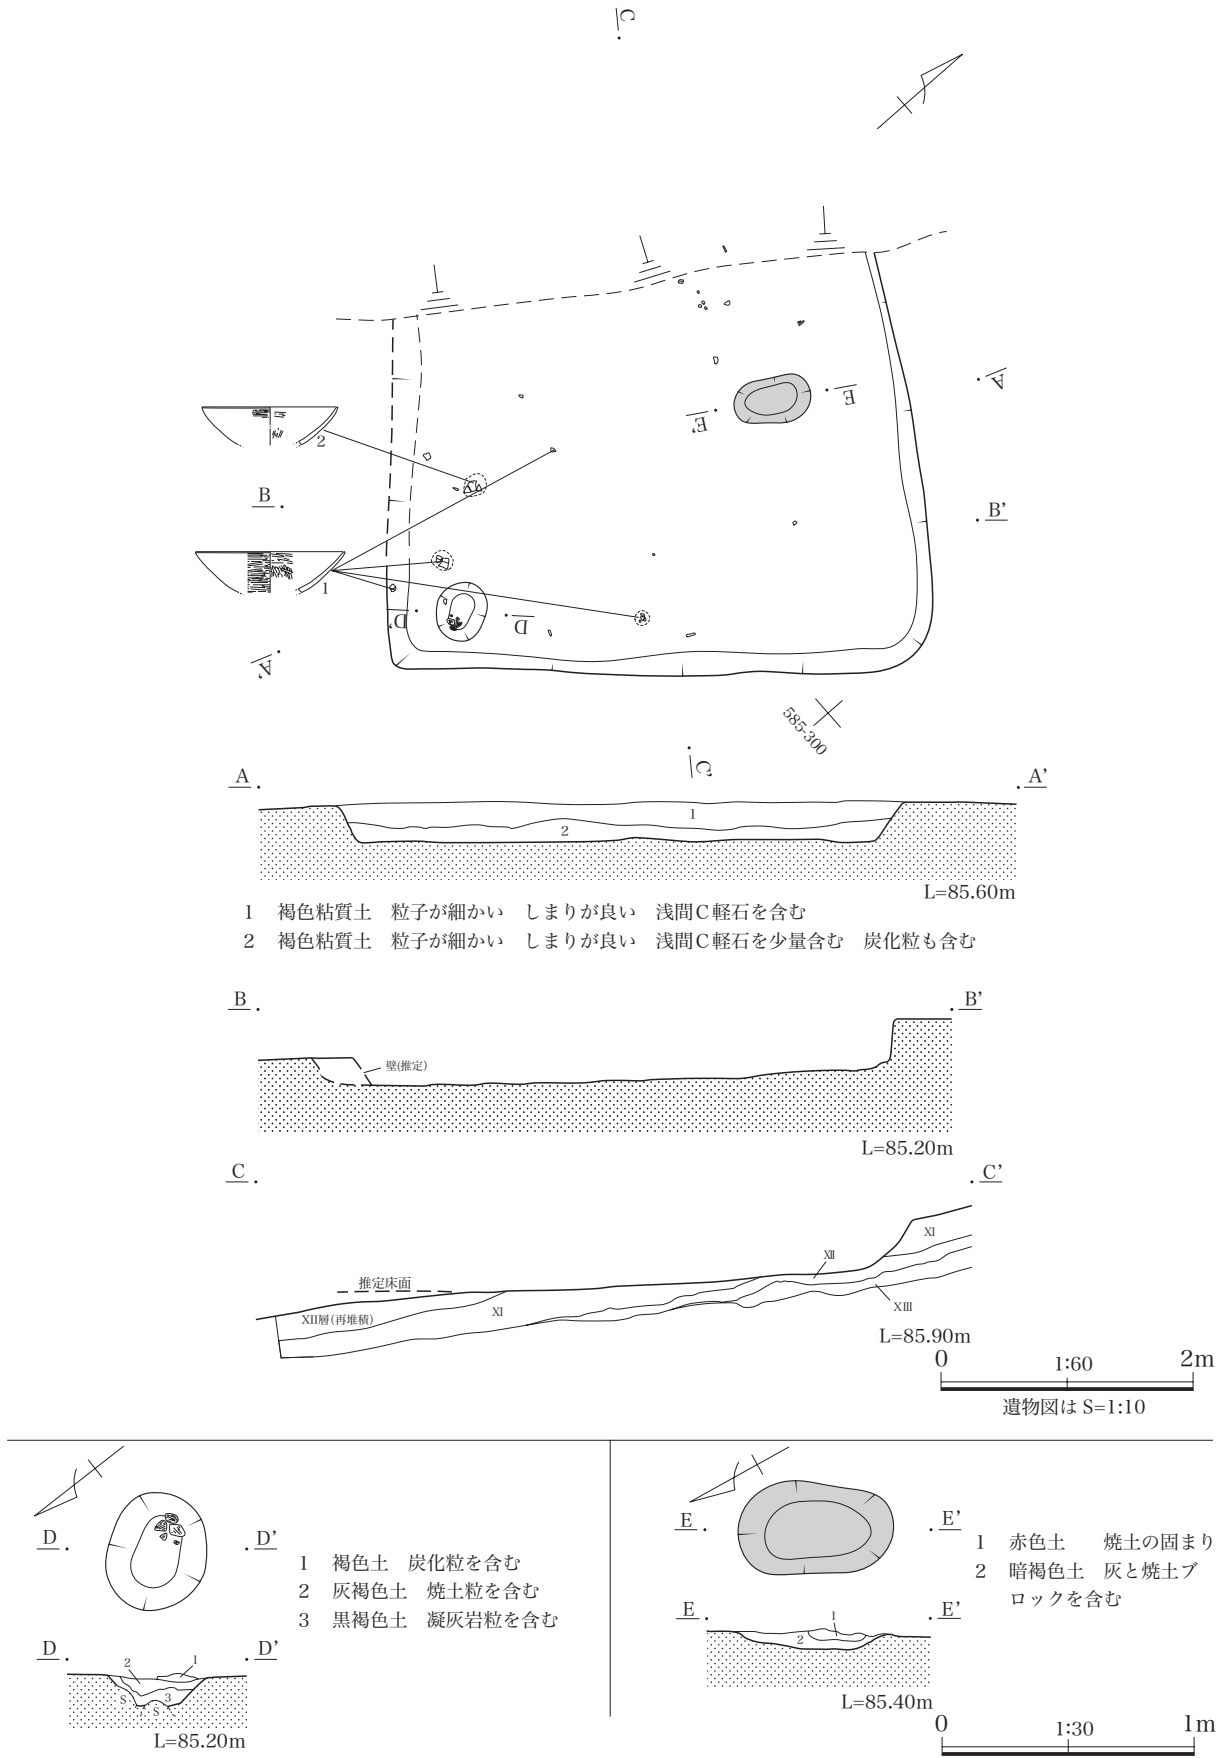 C
A
E
E'
2
B
B'
1
D'
D
A'
585-300
C'
A
A'
1
2
L=85.60m
1 褐色粘質土 粒子が細かい しまりが良い 浅間C軽石を含む
2 褐色粘質土 粒子が細かい しまりが良い 浅間C軽石を少量含む 炭化粒も含む
B
B'
壁(推定)
L=85.20m
C
C'
XI
XII
推定床面
XII層(再堆積)
XI
XIII
L=85.90m
0 1:60 2m
遺物図は S=1:10
D
D'
1 褐色土 炭化粒を含む
2 灰褐色土 焼土粒を含む
3 黒褐色土 凝灰岩粒を含む
D
D'
2
1
S
3
S
L=85.20m
E
E'
1 赤色土 焼土の固まり
2 暗褐色土 灰と焼土ブ
ロックを含む
E
E'
1
2
L=85.40m
0 1:30 1m